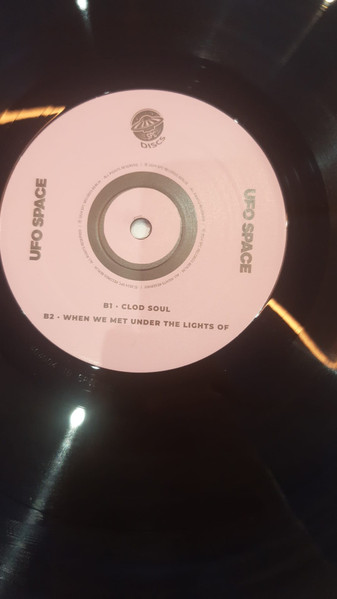 DISCS
UFO SPACE
UFO SPACE
B1 - CLOD SOUL
B2 - WHEN WE MET UNDER THE LIGHTS OF